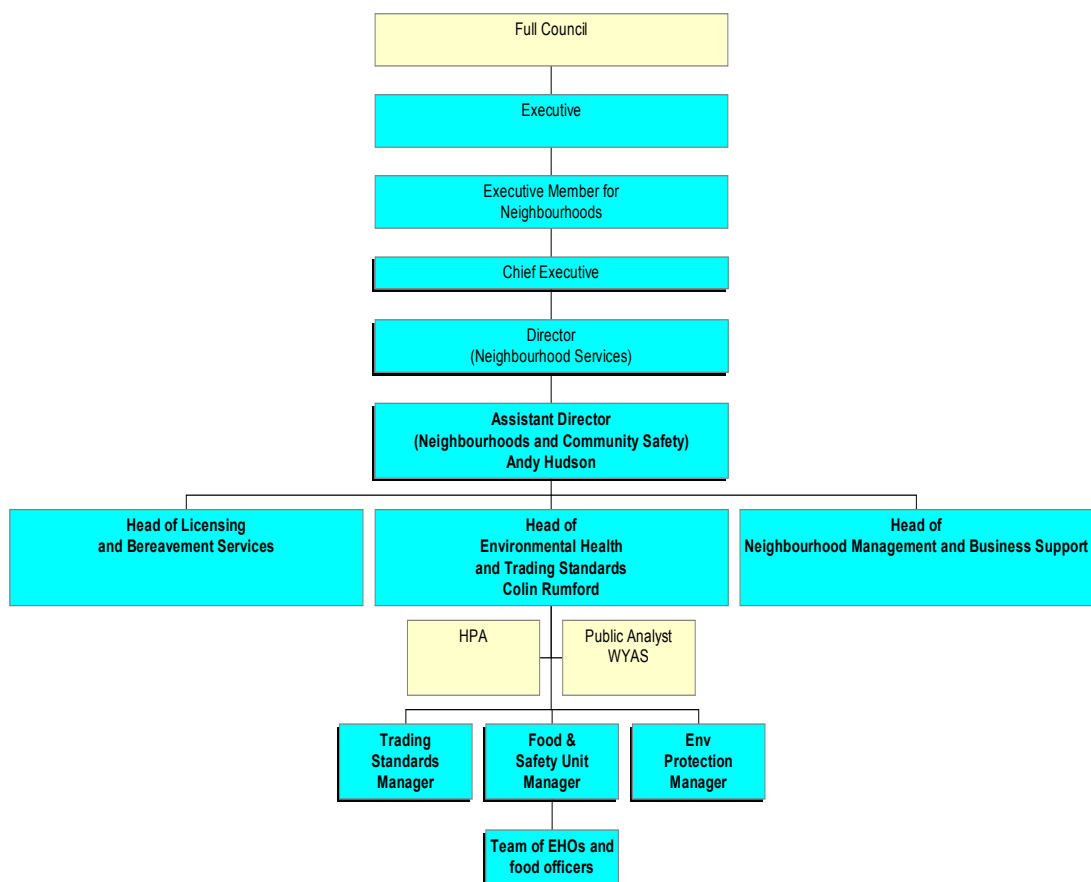 Full Council
Executive
Executive Member for
Neighbourhoods
Chief Executive
Director
(Neighbourhood Services)
Assistant Director
(Neighbourhoods and Community Safety)
Andy Hudson
Head of Licensing
and Bereavement Services
Head of
Environmental Health
and Trading Standards
Colin Rumford
Head of
Neighbourhood Management and Business Support
HPA
Public Analyst
WYAS
Trading
Standards
Manager
Food &
Safety Unit
Manager
Env
Protection
Manager
Team of EHOs and
food officers